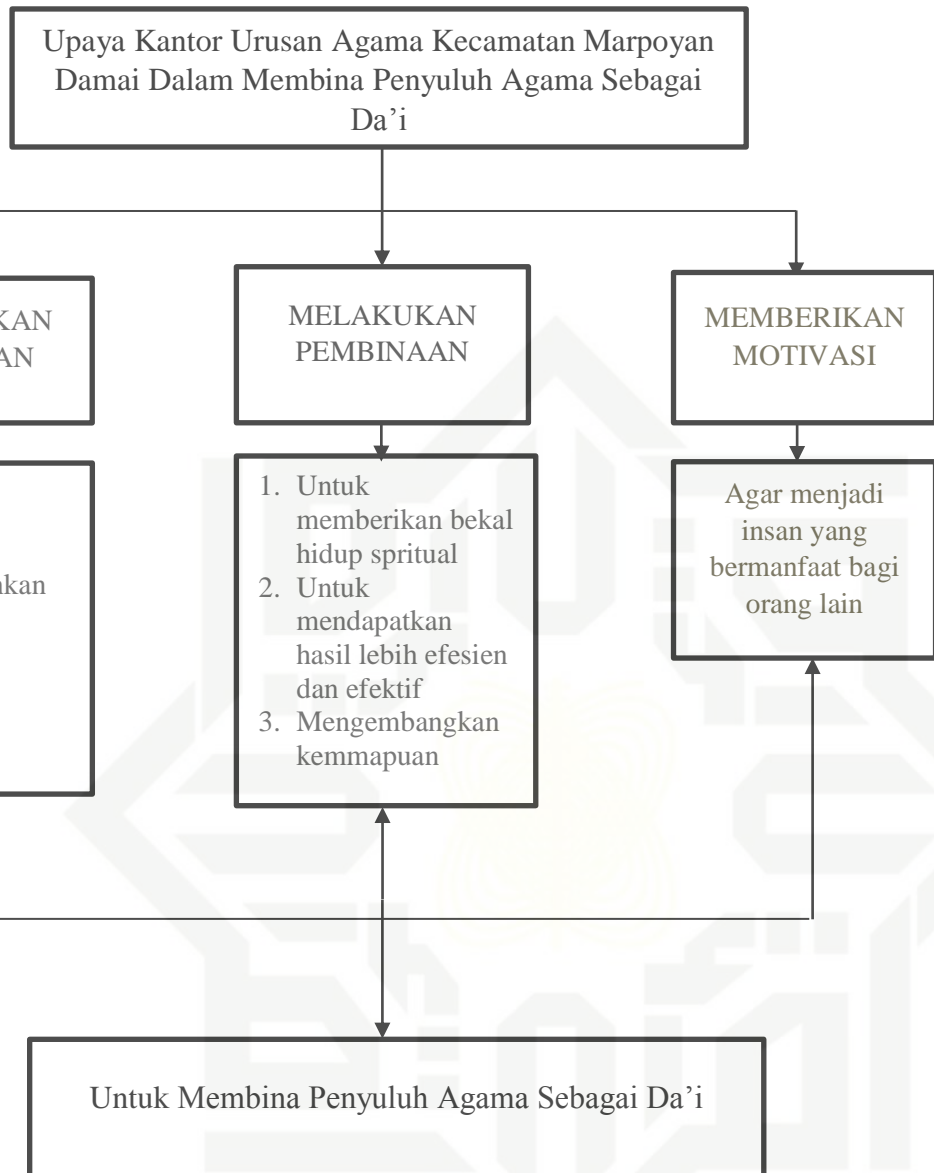 Upaya Kantor Urusan Agama Kecamatan Marpoyan
Damai Dalam Membina Penyuluh Agama Sebagai
Da’i
MELAKUKAN
PEMBINAAN
MEMBERIKAN
MOTIVASI
1. Untuk
memberikan bekal
hidup spritual
2. Untuk
mendapatkan
hasil lebih efesien
dan efektif
3. Mengembangkan
kemmapuan
Agar menjadi
insan yang
bermanfaat bagi
orang lain
Untuk Membina Penyuluh Agama Sebagai Da’i